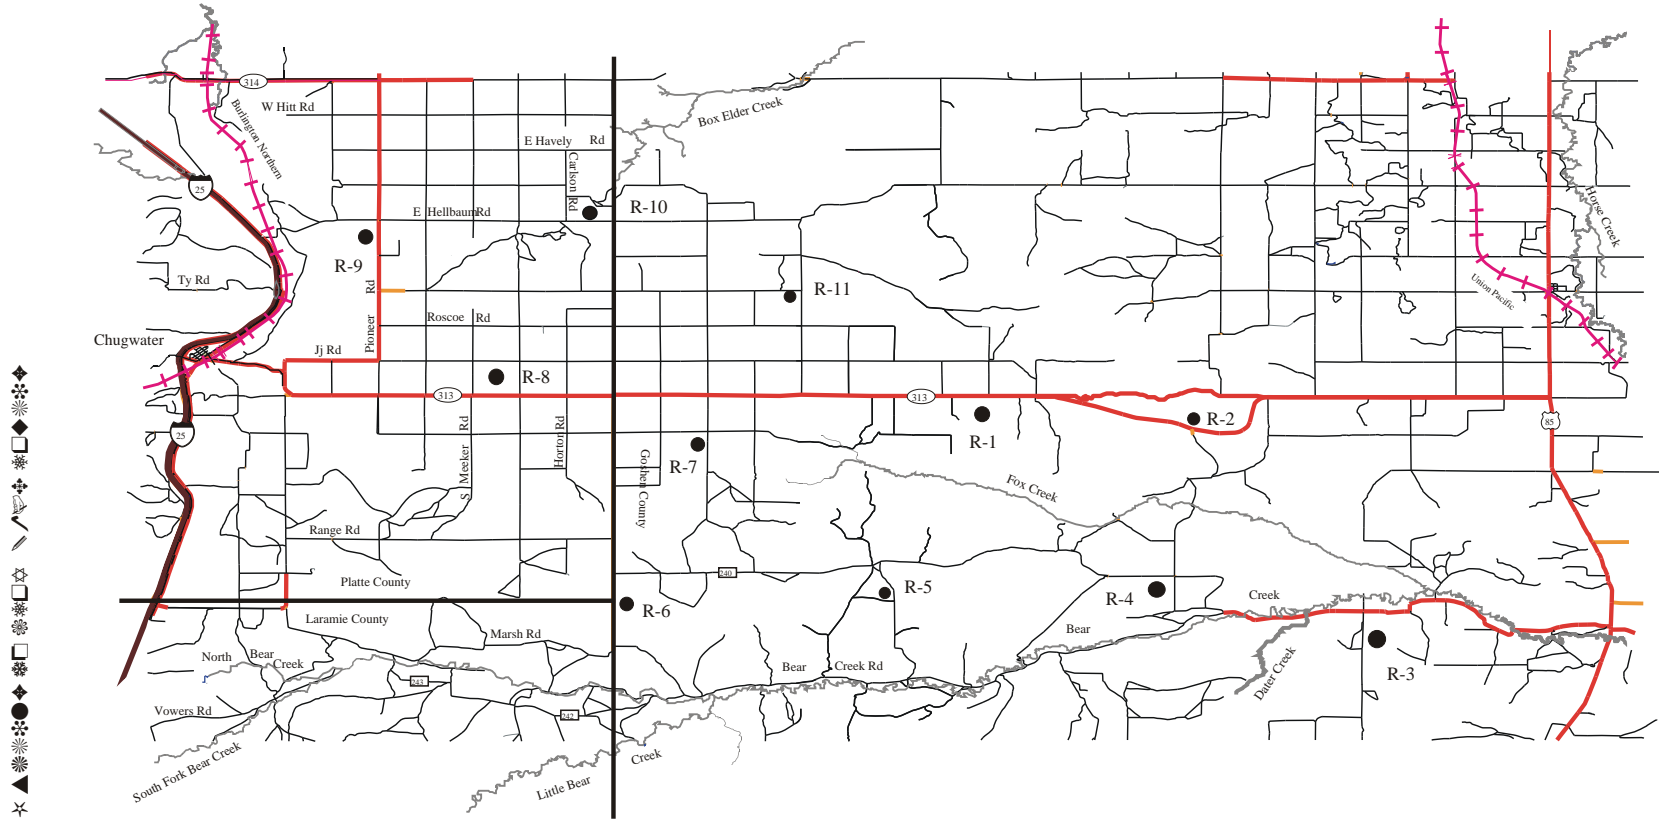 314
W Hitt Rd
Burlington Northern
Box Elder Creek
E Havely Rd
Carlson Rd
25
Horse Creek
E Hellbaum Rd
R-10
R-9
Ty Rd
Pioneer Rd
R-11
Union Pacific
Roscoe Rd
Chugwater
Jj Rd
R-8
313
313
R-1
R-2
85
25
S Meeker Rd
Horton Rd
Goshen County
R-7
Fox Creek
Range Rd
240
Platte County
R-6
R-5
R-4
Creek
Laramie County
Marsh Rd
Bear
R-3
North Bear Creek
Bear Creek Rd
243
Dater Creek
Vowers Rd
242
South Fork Bear Creek
Little Bear Creek